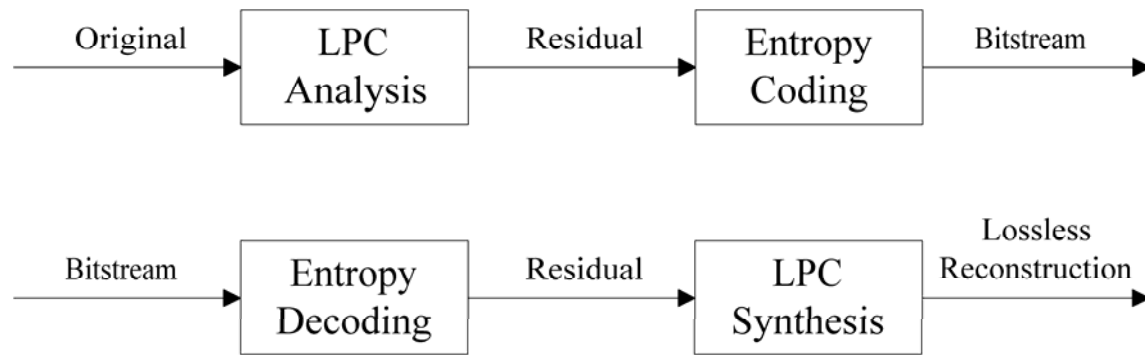 Original
LPC
Analysis
Residual
Entropy
Coding
Bitstream
Bitstream
Entropy
Decoding
Residual
LPC
Synthesis
Lossless
Reconstruction